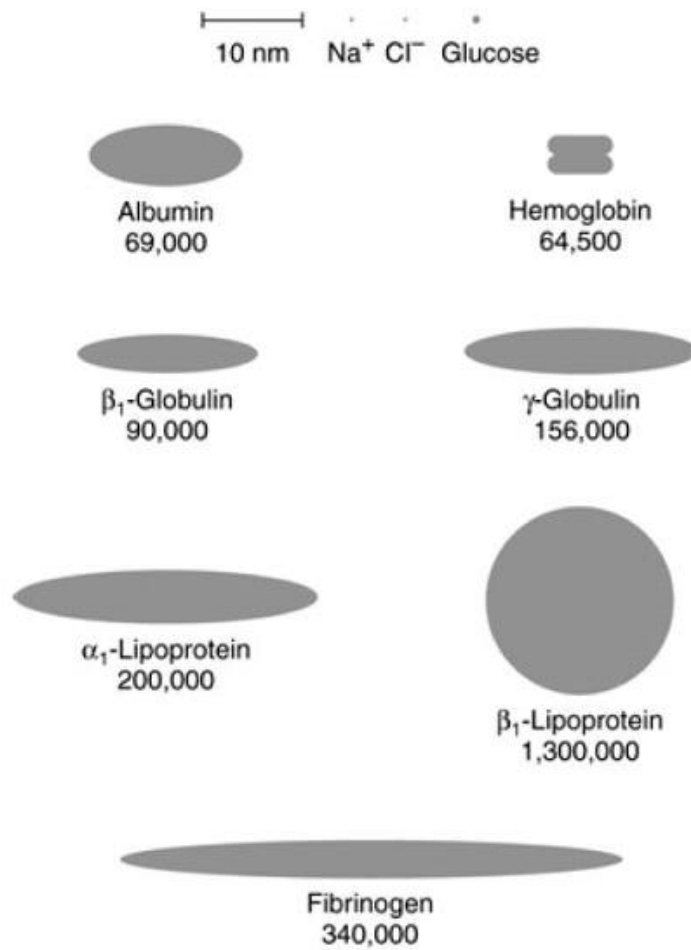 10 nm Na⁺ Cl⁻ Glucose
Albumin
69,000
Hemoglobin
64,500
β₁-Globulin
90,000
γ-Globulin
156,000
α₁-Lipoprotein
200,000
β₁-Lipoprotein
1,300,000
Fibrinogen
340,000